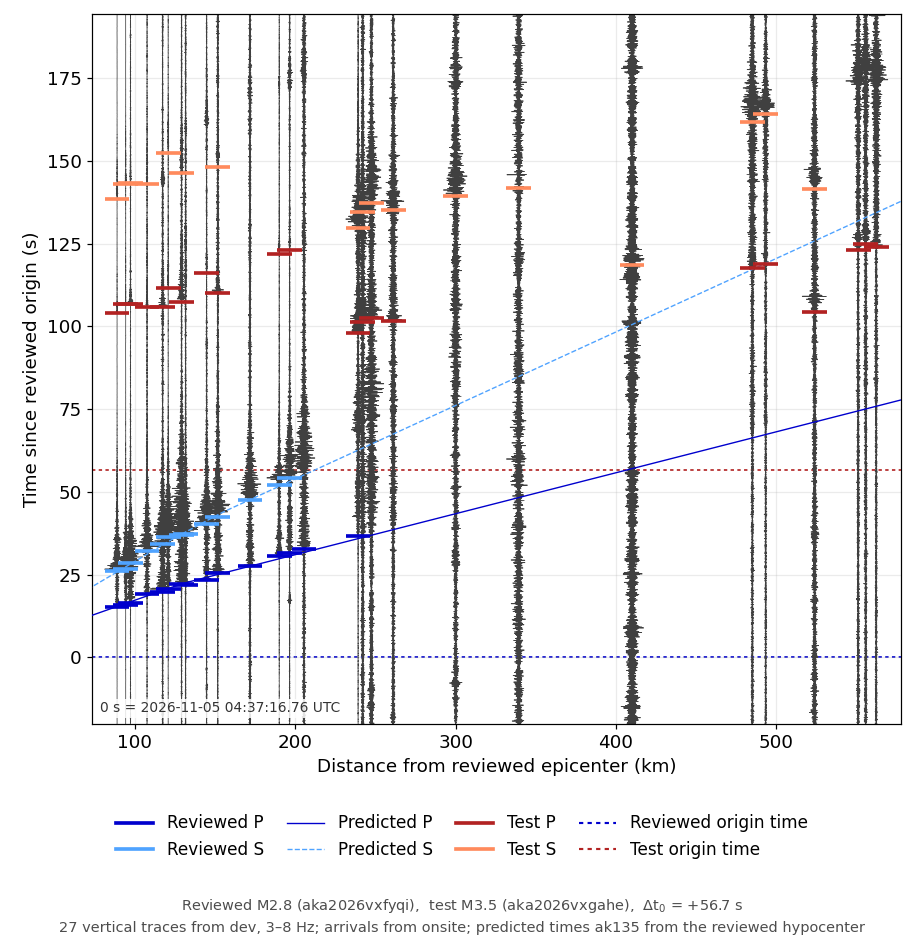 175
150
125
100
75
50
25
0
Time since reviewed origin (s)
0 s = 2026-11-05 04:37:16.76 UTC
100 200 300 400 500
Distance from reviewed epicenter (km)
Reviewed P Predicted P Test P Reviewed origin time
Reviewed S Predicted S Test S Test origin time
Reviewed M2.8 (aka2026vxfyqi), test M3.5 (aka2026vxgahe), Δt₀ = +56.7 s
27 vertical traces from dev, 3–8 Hz; arrivals from onsite; predicted times ak135 from the reviewed hypocenter